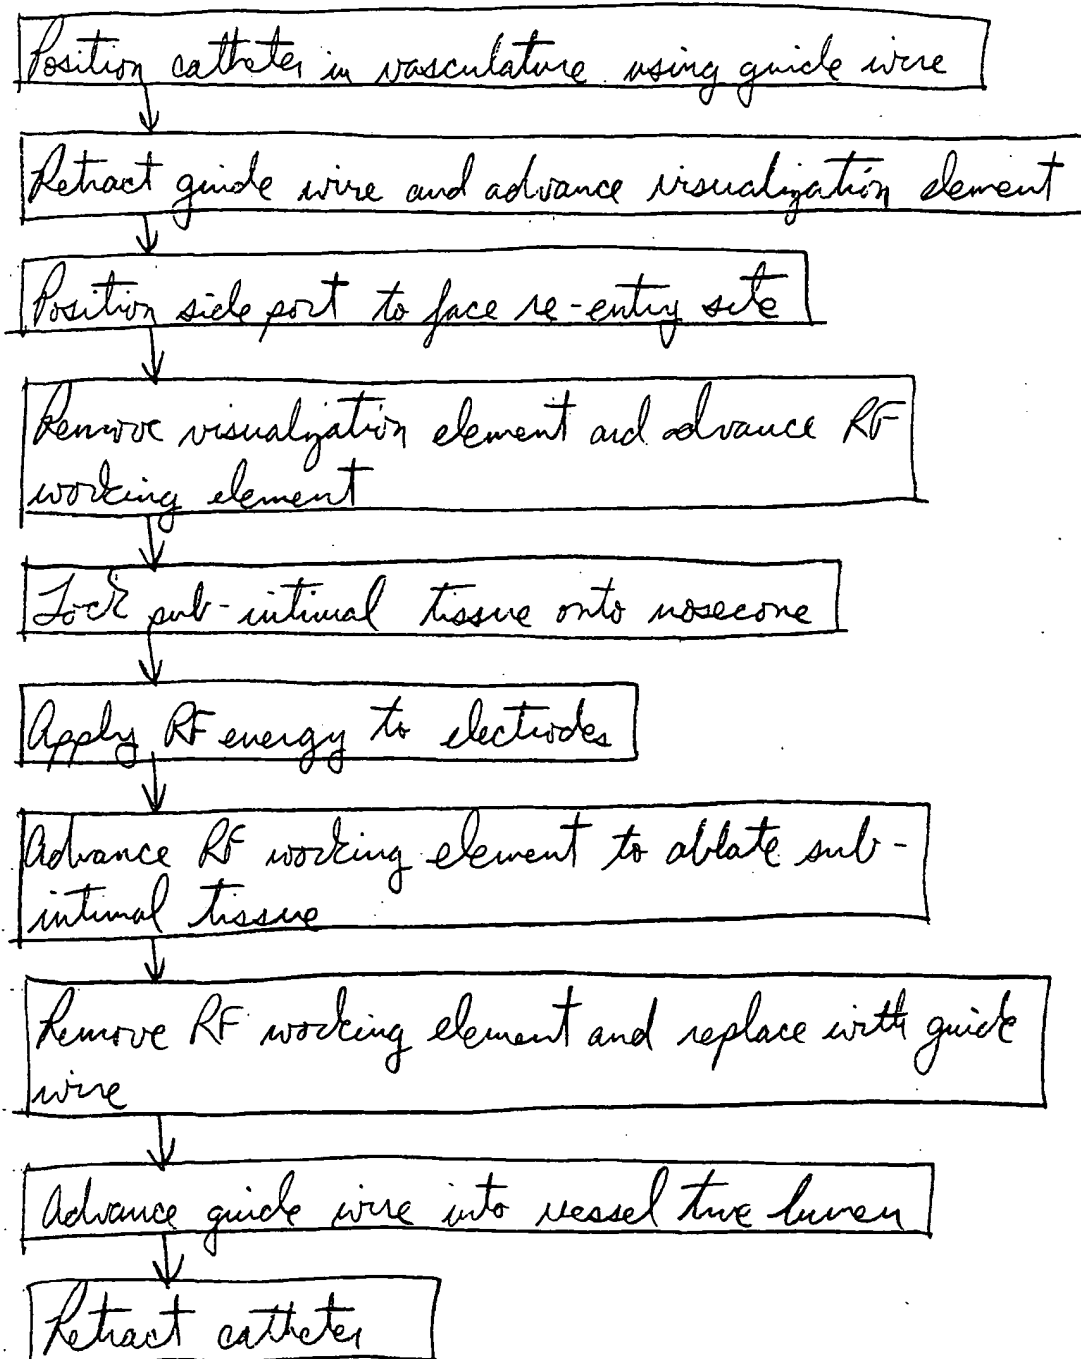 Position catheter in vasculature using guide wire
Retract guide wire and advance visualization element
Position side port to face re-entry site
Remove visualization element and advance RF
working element
Lock sub-intimal tissue onto nosecone
Apply RF energy to electrodes
Advance RF working element to ablate sub-
intimal tissue
Remove RF working element and replace with guide
wire
Advance guide wire into vessel true lumen
Retract catheter